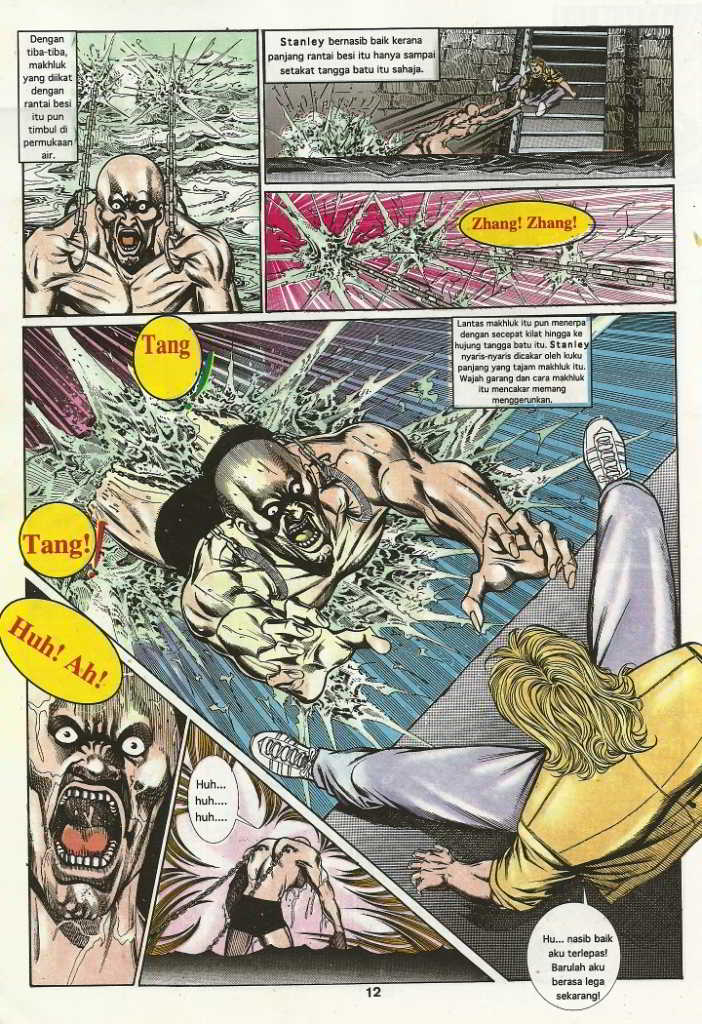 Dengan
tiba-tiba,
makhluk
yang diikat
dengan
rantai besi
itu pun
timbul di
permukaan
air.
Stanley bernasib baik kerana
panjang rantai besi itu hanya sampai
setakat tangga batu itu sahaja.
Zhang! Zhang!
Tang
Lantas makhluk itu pun menerpa
dengan secepat kilat hingga ke
hujung tangga batu itu. Stanley
nyaris-nyaris dicakar oleh kuku
panjang yang tajam makhluk itu.
Wajah garang dan cara makhluk
itu mencakar memang
menggerunkan.
Tang!
Huh! Ah!
Huh...
huh....
huh....
Hu... nasib baik
aku terlepas!
Barulah aku
berasa lega
sekarang!
12